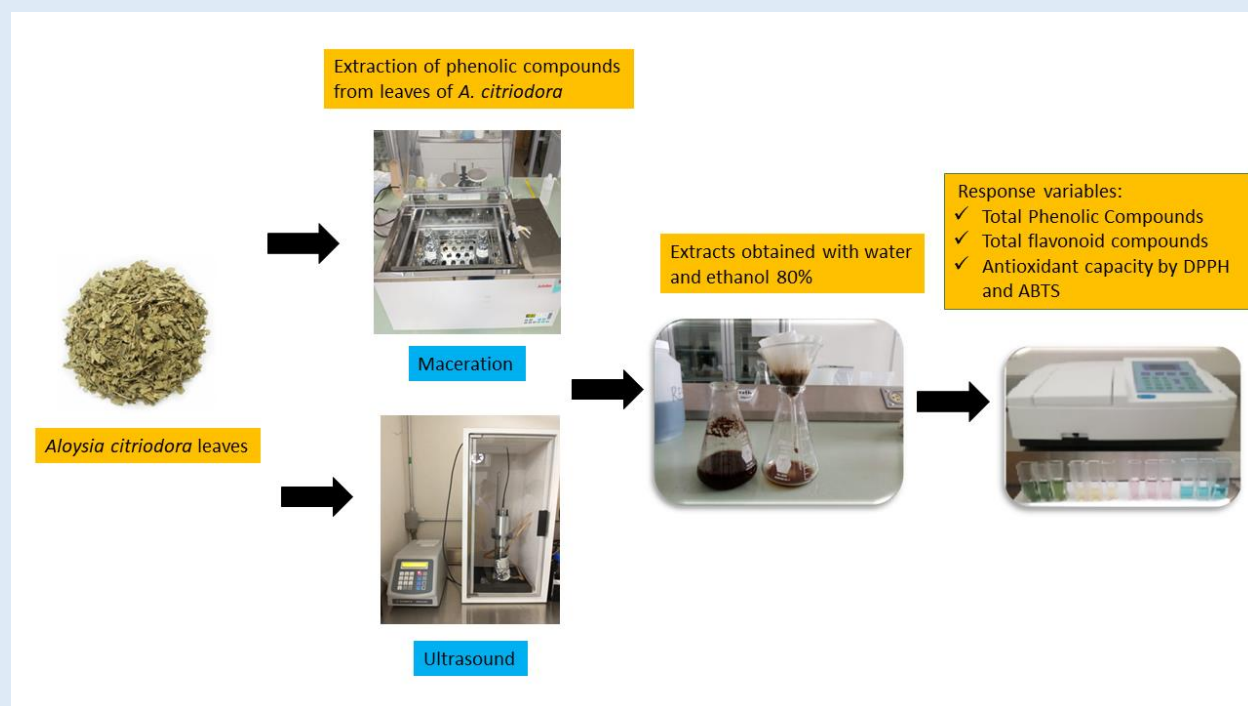 Extraction of phenolic compounds
from leaves of A. citriodora
Maceration
Aloysia citriodora leaves
Ultrasound
Extracts obtained with water
and ethanol 80%
Response variables:
✓ Total Phenolic Compounds
✓ Total flavonoid compounds
✓ Antioxidant capacity by DPPH
and ABTS